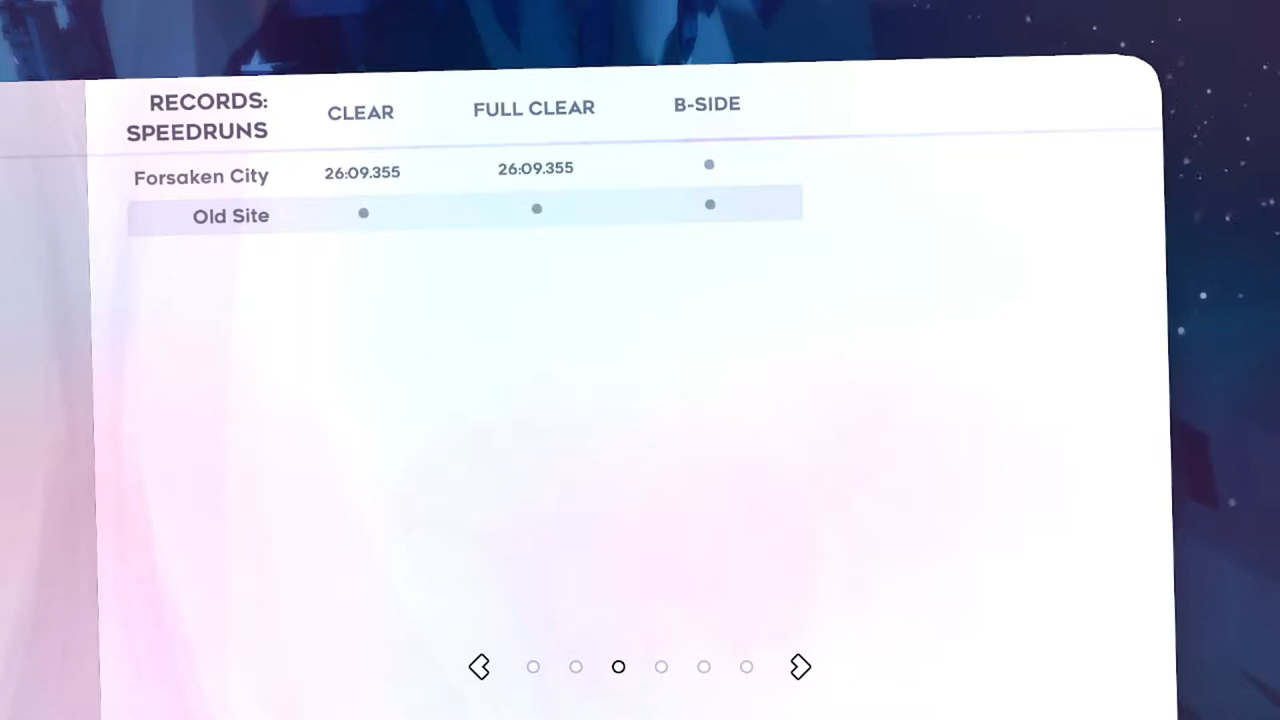 RECORDS:
SPEEDRUNS
CLEAR FULL CLEAR B-SIDE
Forsaken City 26:09.355 26:09.355
Old Site